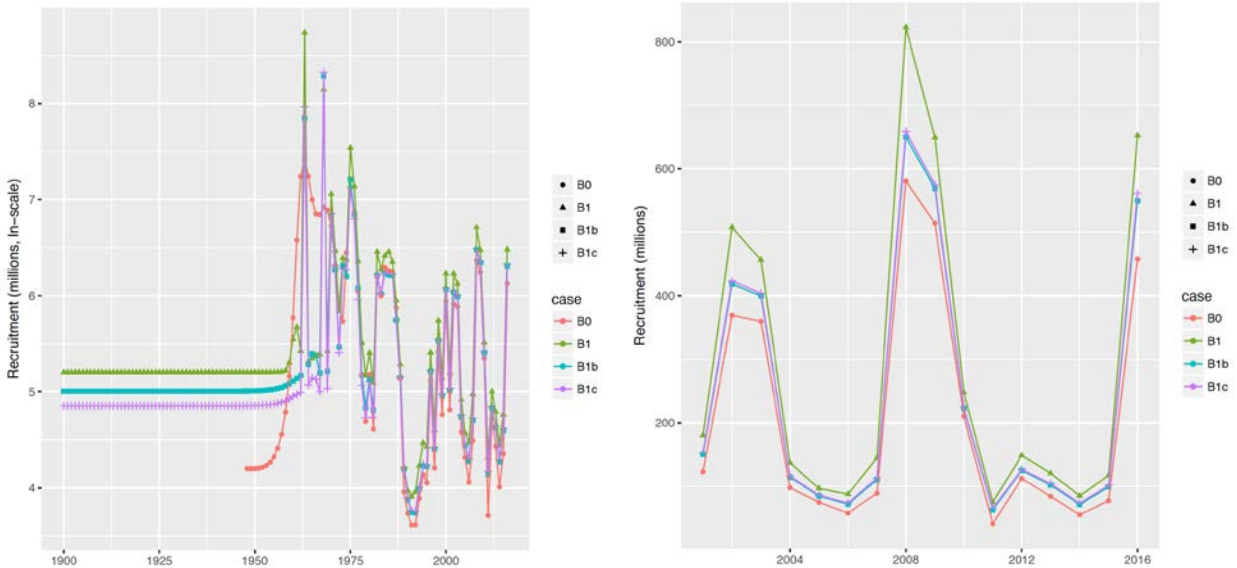 Recruitment (millions, ln-scale)
8
7
6
5
4
1900
1925
1950
1975
2000
B0
B1
B1b
B1c
case
B0
B1
B1b
B1c
Recruitment (millions)
800
600
400
200
2004
2008
2012
2016
B0
B1
B1b
B1c
case
B0
B1
B1b
B1c